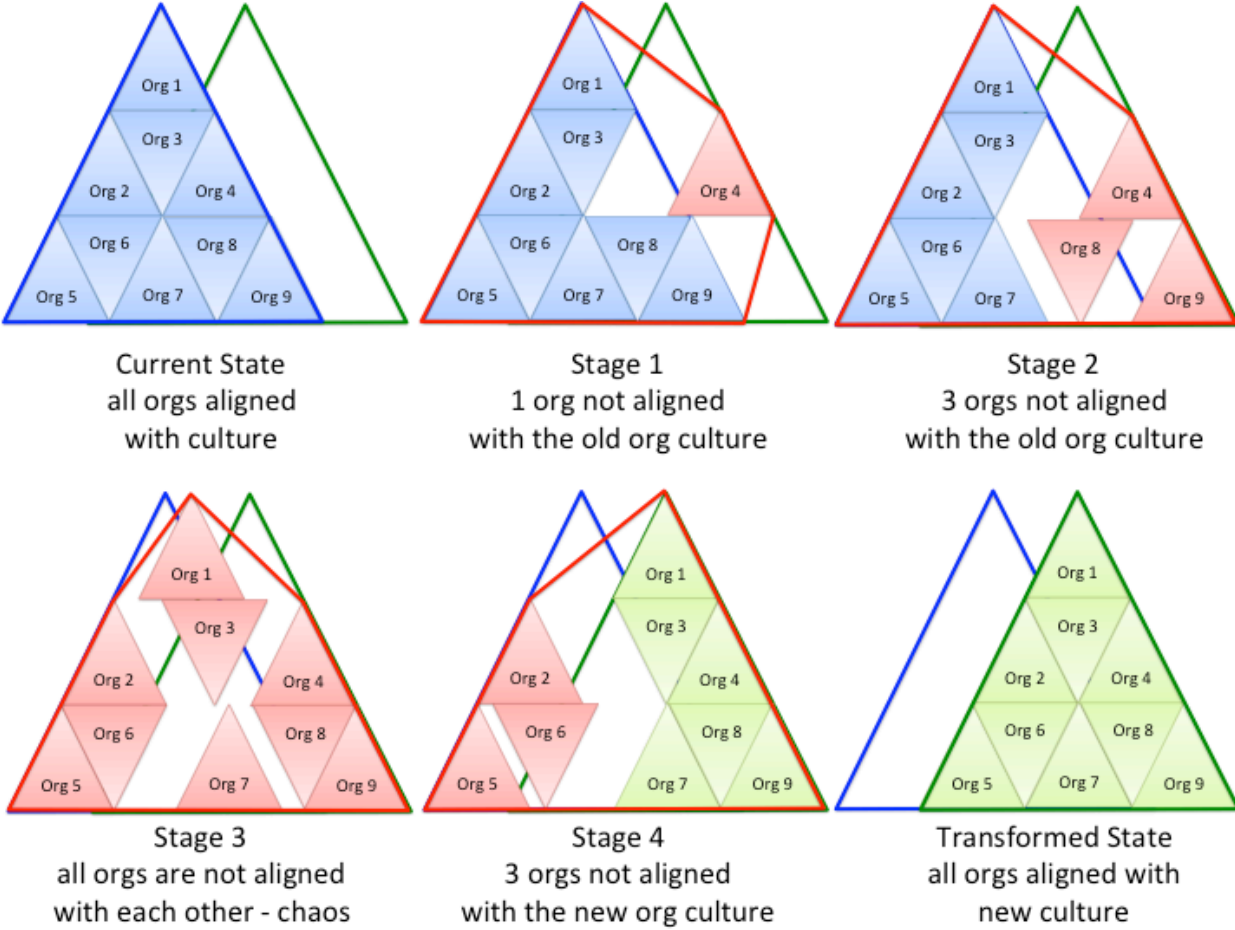 Org 1
Org 3
Org 2 Org 4
Org 6 Org 8
Org 5 Org 7 Org 9
Current State
all orgs aligned
with culture
Org 1
Org 3
Org 2 Org 4
Org 6 Org 8
Org 5 Org 7 Org 9
Stage 1
1 org not aligned
with the old org culture
Org 1
Org 3
Org 2 Org 4
Org 6 Org 8
Org 5 Org 7 Org 9
Stage 2
3 orgs not aligned
with the old org culture
Org 1
Org 3
Org 2 Org 4
Org 6 Org 8
Org 5 Org 7 Org 9
Stage 3
all orgs are not aligned
with each other - chaos
Org 1
Org 3
Org 2 Org 4
Org 6 Org 8
Org 5 Org 7 Org 9
Stage 4
3 orgs not aligned
with the new org culture
Org 1
Org 3
Org 2 Org 4
Org 6 Org 8
Org 5 Org 7 Org 9
Transformed State
all orgs aligned with
new culture